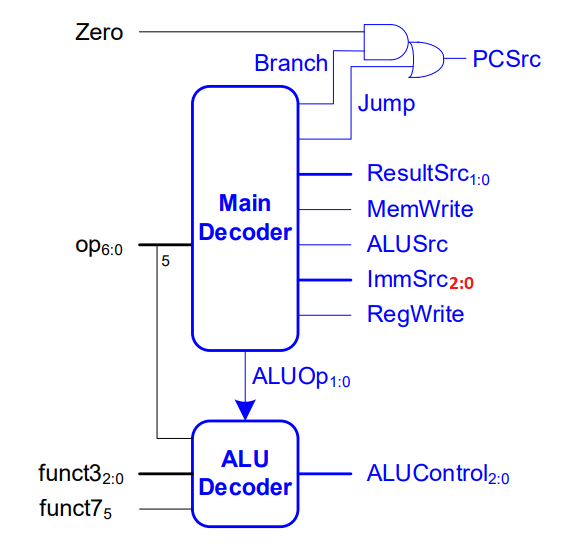 Zero
Branch
PCSrc
Jump
Main
Decoder
ResultSrc1:0
MemWrite
ALUSrc
ImmSrc2:0
RegWrite
op6:0
5
ALUOp1:0
ALU
Decoder
funct32:0
funct75
ALUControl2:0